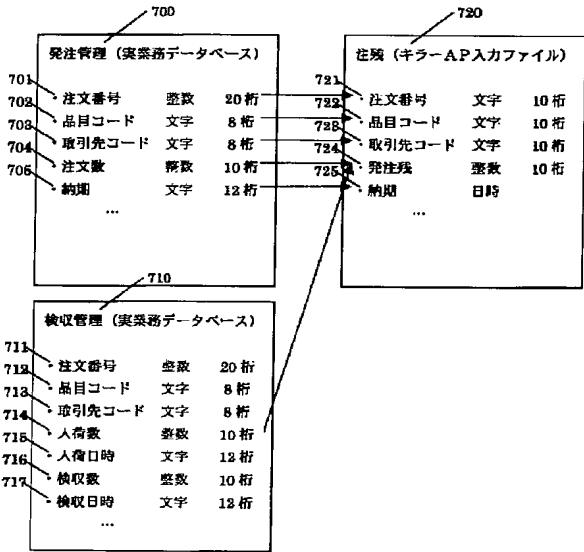 700
発注管理（実業務データベース）
701 ・注文番号 整数 20桁
702 ・品目コード 文字 8桁
703 ・取引先コード 文字 8桁
704 ・注文数 整数 10桁
705 ・納期 文字 12桁
…
720
注残（キラーAP入力ファイル）
721 ・注文番号 文字 10桁
722 ・品目コード 文字 10桁
723 ・取引先コード 文字 10桁
724 ・発注残 整数 10桁
725 ・納期 日時
…
710
検収管理（実業務データベース）
711 ・注文番号 整数 20桁
712 ・品目コード 文字 8桁
713 ・取引先コード 文字 8桁
714 ・入荷数 整数 10桁
715 ・入荷日時 文字 12桁
716 ・検収数 整数 10桁
717 ・検収日時 文字 12桁
…